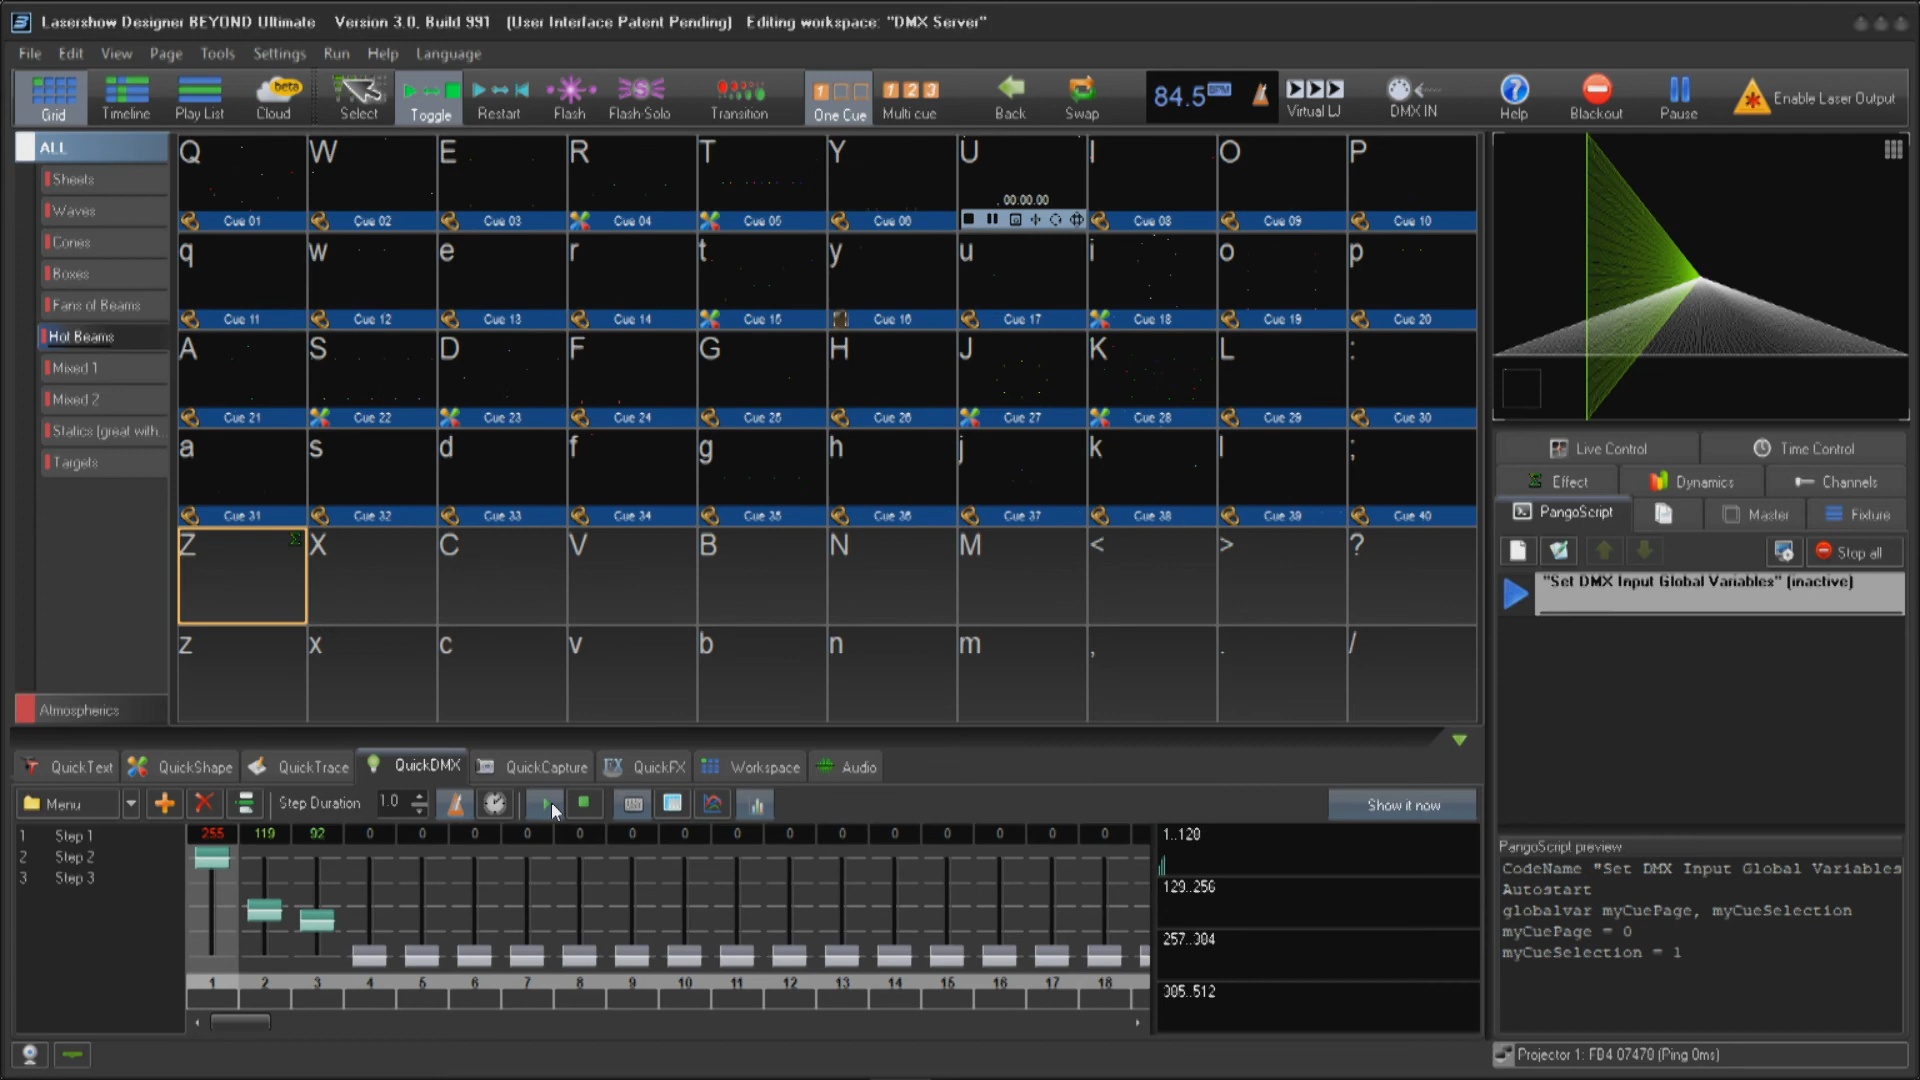 Lasershow Designer BEYOND Ultimate Version 3.0, Build 991 (User Interface Patent Pending) Editing workspace: "DMX Server"
File Edit View Page Tools Settings Run Help Language
Grid Timeline Play List Cloud beta Select Toggle Restart Flash Flash-Solo Transition One Cue Multi cue Back Swap 84.5 BPM Virtual LJ DMX IN Help Blackout Pause Enable Laser Output
ALL
Sheets
Waves
Cones
Boxes
Fans of Beams
Hot Beams
Mixed 1
Mixed 2
Statics (great with...
Targets
Atmospherics
Q W E R T Y U I O P
00:00.00
Cue 01 Cue 02 Cue 03 Cue 04 Cue 05 Cue 06 Cue 08 Cue 09 Cue 10
q w e r t y u i o p
Cue 11 Cue 12 Cue 13 Cue 14 Cue 15 Cue 16 Cue 17 Cue 18 Cue 19 Cue 20
A S D F G H J K L :
Cue 21 Cue 22 Cue 23 Cue 24 Cue 25 Cue 26 Cue 27 Cue 28 Cue 29 Cue 30
a s d f g h j k l ;
Cue 31 Cue 32 Cue 33 Cue 34 Cue 35 Cue 36 Cue 37 Cue 38 Cue 39 Cue 40
Z X C V B N M < > ?
z x c v b n m , . /
Live Control Time Control
Effect Dynamics Channels
PangoScript Master Fixture
Stop all
"Set DMX Input Global Variables" (inactive)
PangoScript preview
CodeName "Set DMX Input Global Variables
Autostart
globalvar myCuePage, myCueSelection
myCuePage = 0
myCueSelection = 1
QuickText QuickShape QuickTrace QuickDMX QuickCapture QuickFX Workspace Audio
Menu Step Duration 1.0 Show it now
1 Step 1
2 Step 2
3 Step 3
255 119 92 0 0 0 0 0 0 0 0 0 0 0 0 0 0 0
1 2 3 4 5 6 7 8 9 10 11 12 13 14 15 16 17 18
1..128
129..256
257..384
385..512
Projector 1: FB4 07470 (Ping 0ms)